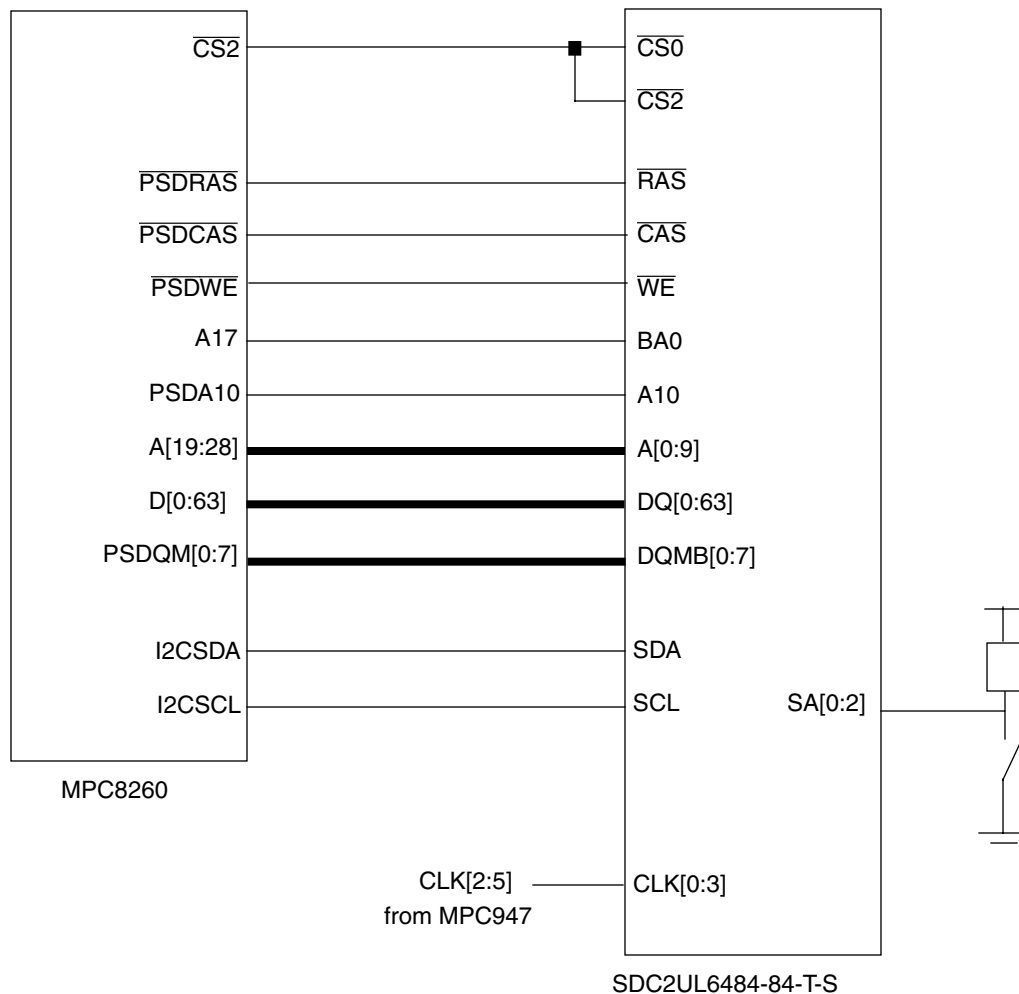 CS2 CS0
CS2
PSDRAS RAS
PSDCAS CAS
PSDWE WE
A17 BA0
PSDA10 A10
A[19:28] A[0:9]
D[0:63] DQ[0:63]
PSDQM[0:7] DQMB[0:7]
I2CSDA SDA
I2CSCL SCL SA[0:2]
MPC8260
CLK[2:5] CLK[0:3]
from MPC947
SDC2UL6484-84-T-S